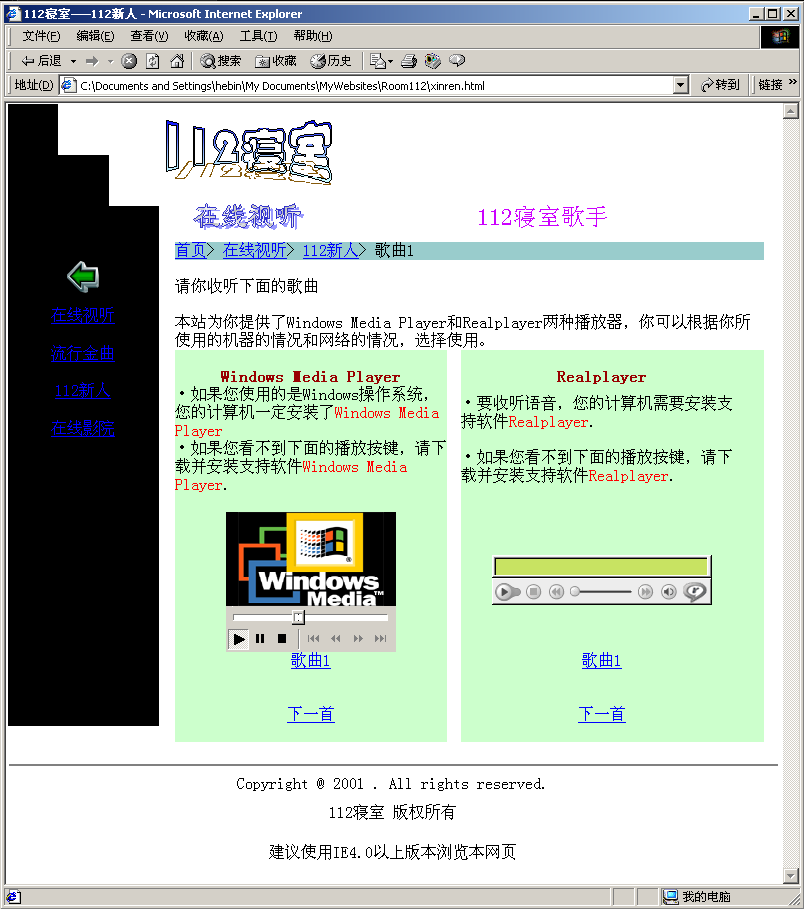 112寝室——112新人 - Microsoft Internet Explorer
文件(F) 编辑(E) 查看(V) 收藏(A) 工具(T) 帮助(H)
后退 搜索 收藏 历史
地址(D) C:\Documents and Settings\hebin\My Documents\MyWebsites\Room112\xinren.html 转到 链接 »
112寝室
在线视听 112寝室歌手
首页> 在线视听> 112新人> 歌曲1
在线视听
流行金曲
112新人
在线影院
请你收听下面的歌曲
本站为你提供了Windows Media Player和Realplayer两种播放器，你可以根据你所
使用的机器的情况和网络的情况，选择使用。
Windows Media Player
·如果您使用的是Windows操作系统，
您的计算机一定安装了Windows Media
Player
·如果您看不到下面的播放按键，请下
载并安装支持软件Windows Media
Player.
Windows
Media™
歌曲1
下一首
Realplayer
·要收听语音，您的计算机需要安装支
持软件Realplayer.
·如果您看不到下面的播放按键，请下
载并安装支持软件Realplayer.
歌曲1
下一首
Copyright @ 2001 . All rights reserved.
112寝室 版权所有
建议使用IE4.0以上版本浏览本网页
我的电脑